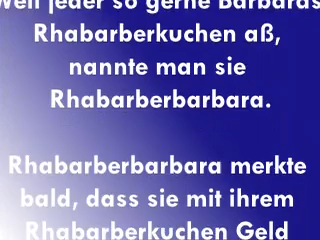 Weil jeder so gerne Barbaras
Rhabarberkuchen aß,
nannte man sie
Rhabarberbarbara.
Rhabarberbarbara merkte
bald, dass sie mit ihrem
Rhabarberkuchen Geld